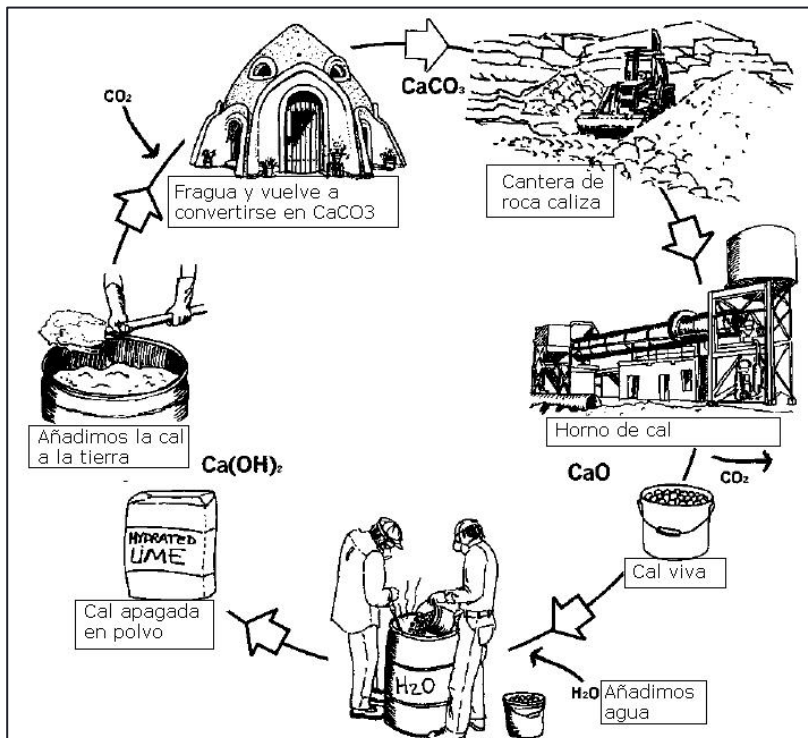 CO₂
CaCO₃
Fragua y vuelve a
convertirse en CaCO3
Cantera de
roca caliza
Horno de cal
CaO
CO₂
Cal viva
H₂O
Añadimos
agua
H₂O
Ca(OH)₂
HYDRATED
LIME
Cal apagada
en polvo
Añadimos la cal
a la tierra